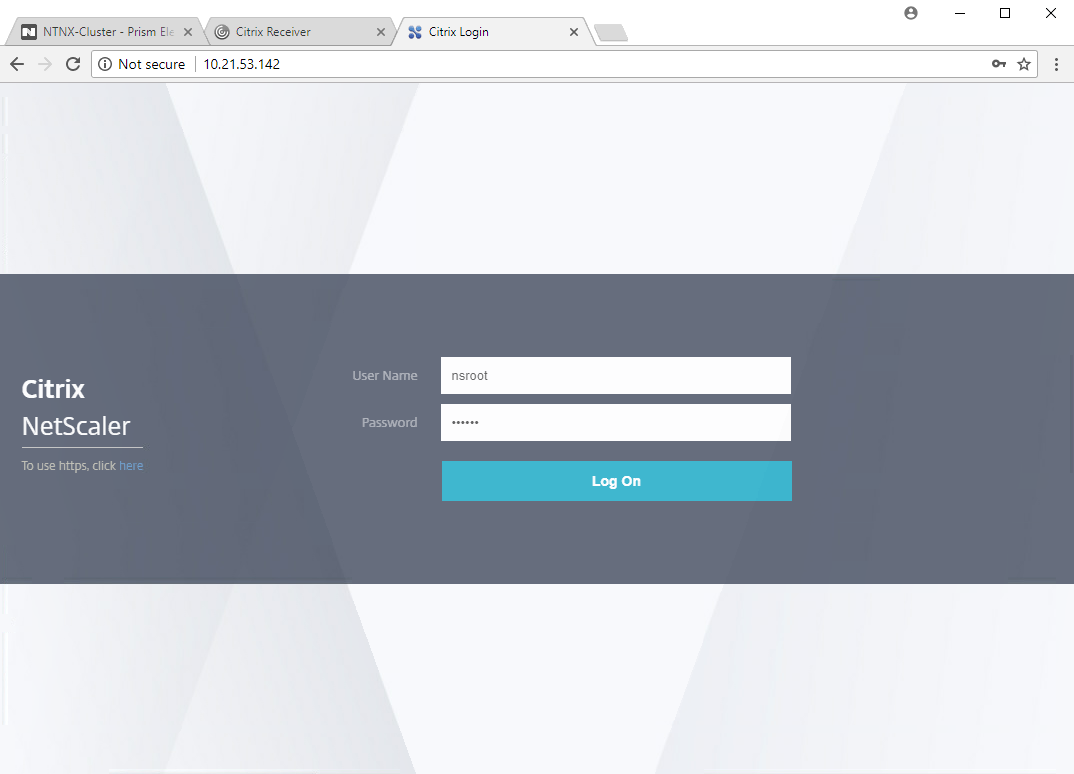 NTNX-Cluster - Prism Ele
Citrix Receiver
Citrix Login
Not secure
10.21.53.142
Citrix
NetScaler
To use https, click here
User Name
nsroot
Password
••••••
Log On